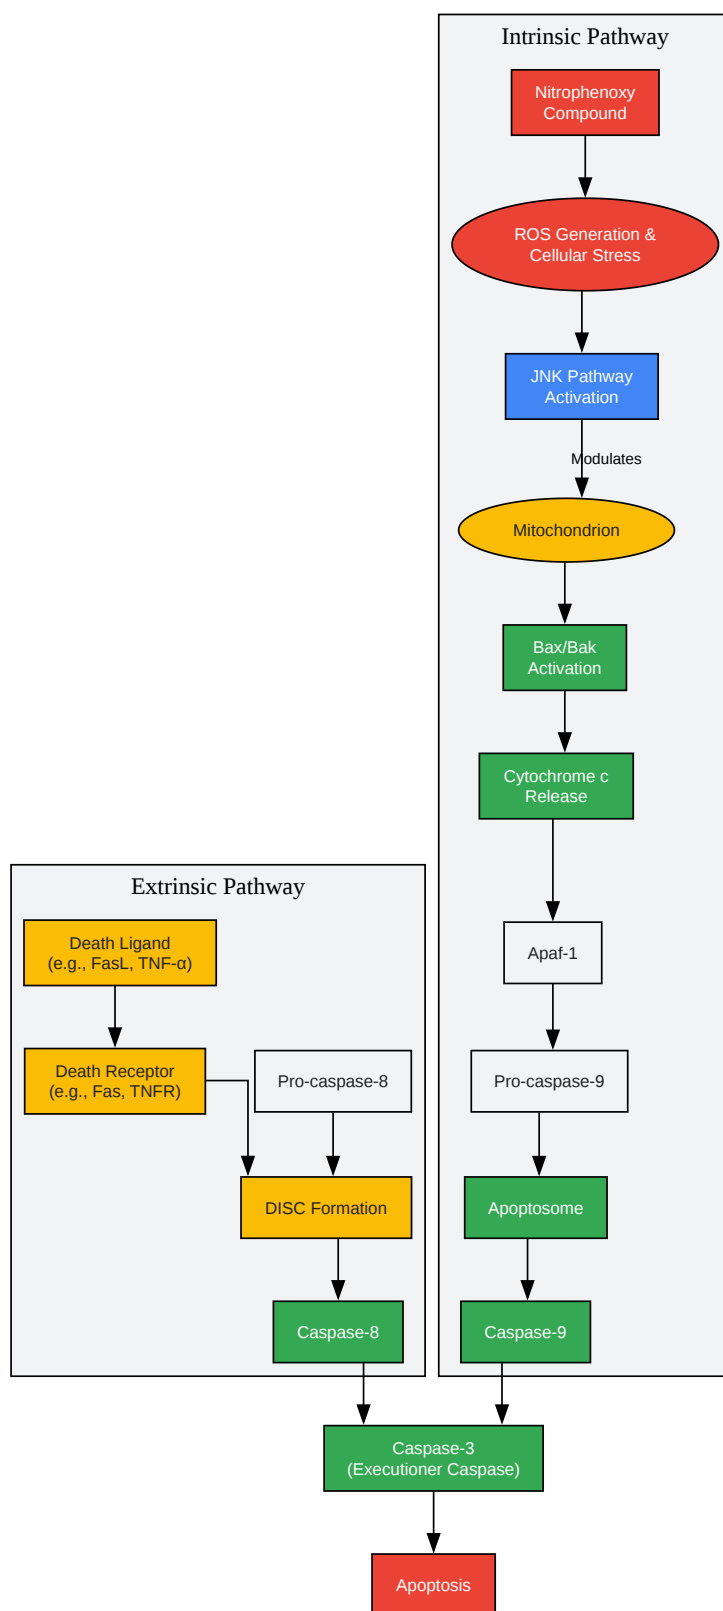 Intrinsic Pathway
Nitrophenoxy
Compound
ROS Generation &
Cellular Stress
JNK Pathway
Activation
Modulates
Mitochondrion
Bax/Bak
Activation
Cytochrome c
Release
Extrinsic Pathway
Death Ligand
(e.g., FasL, TNF-α)
Apaf-1
Death Receptor
(e.g., Fas, TNFR)
Pro-caspase-8
Pro-caspase-9
DISC Formation
Apoptosome
Caspase-8
Caspase-9
Caspase-3
(Executioner Caspase)
Apoptosis